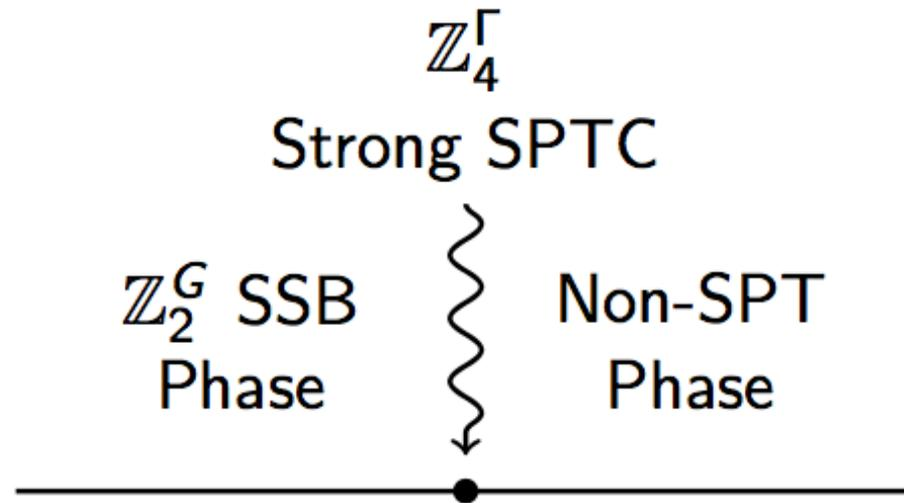 ℤ₄^Γ
Strong SPTC
ℤ₂^G SSB
Phase
Non-SPT
Phase